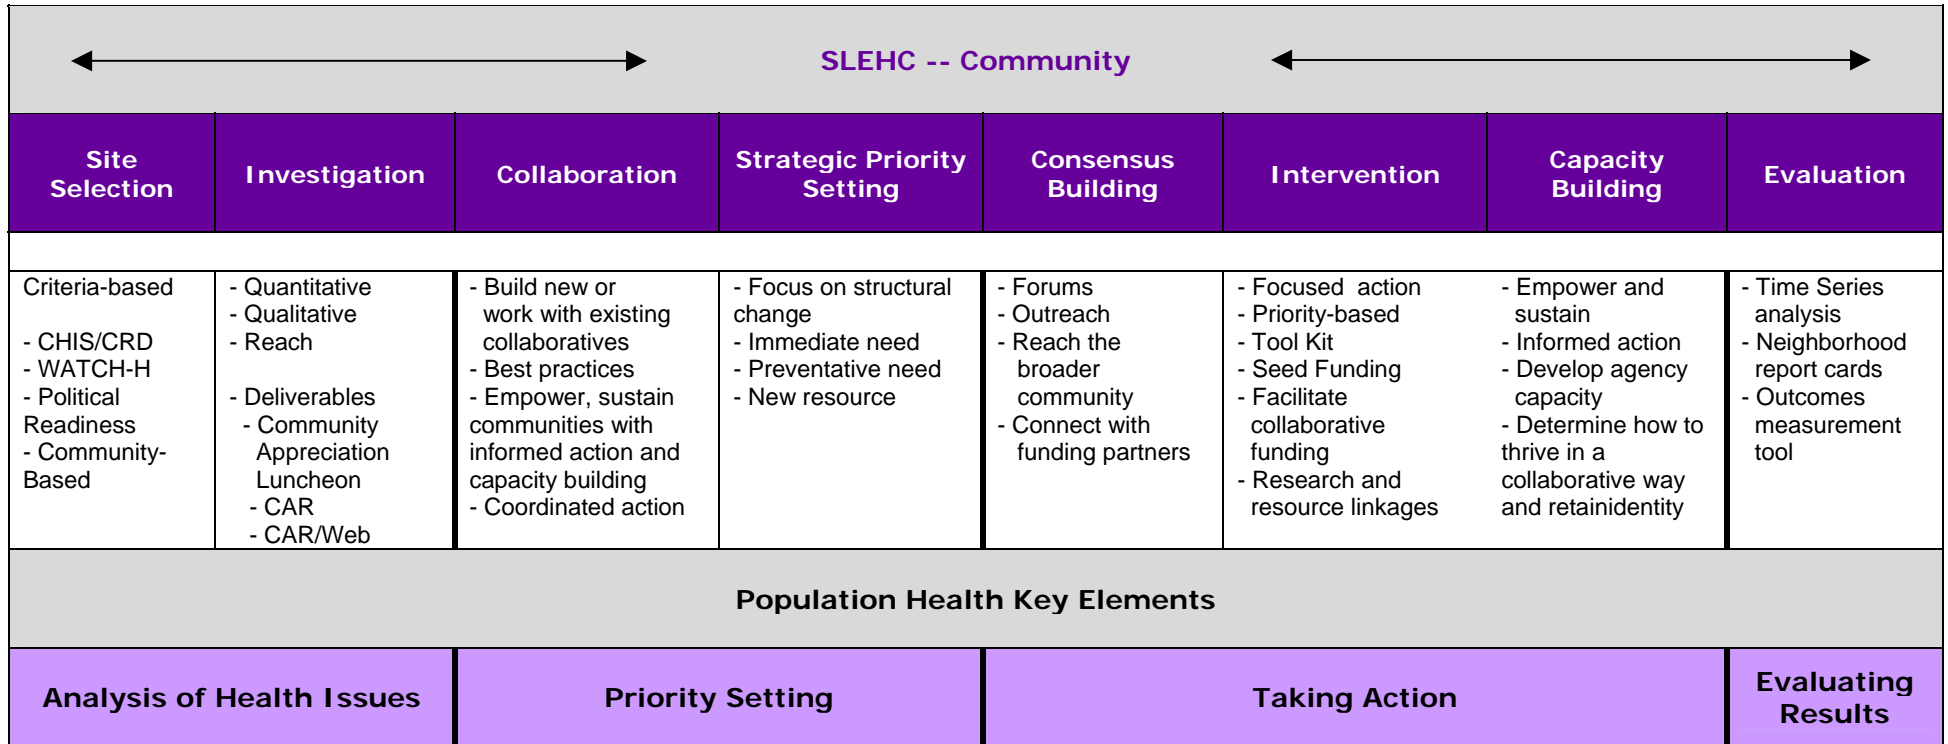 SLEHC -- Community
Site
Selection
Investigation
Collaboration
Strategic Priority
Setting
Consensus
Building
Intervention
Capacity
Building
Evaluation
Criteria-based
- CHIS/CRD
- WATCH-H
- Political
Readiness
- Community-
Based
- Quantitative
- Qualitative
- Reach
- Deliverables
- Community
Appreciation
Luncheon
- CAR
- CAR/Web
- Build new or
work with existing
collaboratives
- Best practices
- Empower, sustain
communities with
informed action and
capacity building
- Coordinated action
- Focus on structural
change
- Immediate need
- Preventative need
- New resource
- Forums
- Outreach
- Reach the
broader
community
- Connect with
funding partners
- Focused action
- Priority-based
- Tool Kit
- Seed Funding
- Facilitate
collaborative
funding
- Research and
resource linkages
- Empower and
sustain
- Informed action
- Develop agency
capacity
- Determine how to
thrive in a
collaborative way
and retainidentity
- Time Series
analysis
- Neighborhood
report cards
- Outcomes
measurement
tool
Population Health Key Elements
Analysis of Health Issues
Priority Setting
Taking Action
Evaluating
Results